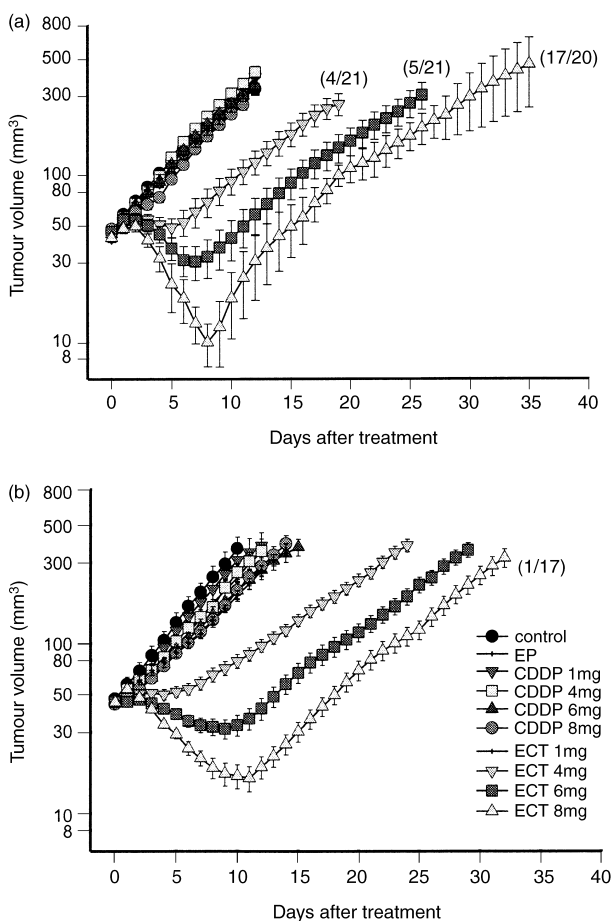 (a)
800
500
300
100
80
50
30
10
8
Tumour volume (mm³)
(4/21)
(5/21)
(17/20)
0 5 10 15 20 25 30 35 40
Days after treatment
(b)
800
500
300
100
80
50
30
10
8
Tumour volume (mm³)
(1/17)
control
EP
CDDP 1mg
CDDP 4mg
CDDP 6mg
CDDP 8mg
ECT 1mg
ECT 4mg
ECT 6mg
ECT 8mg
0 5 10 15 20 25 30 35 40
Days after treatment